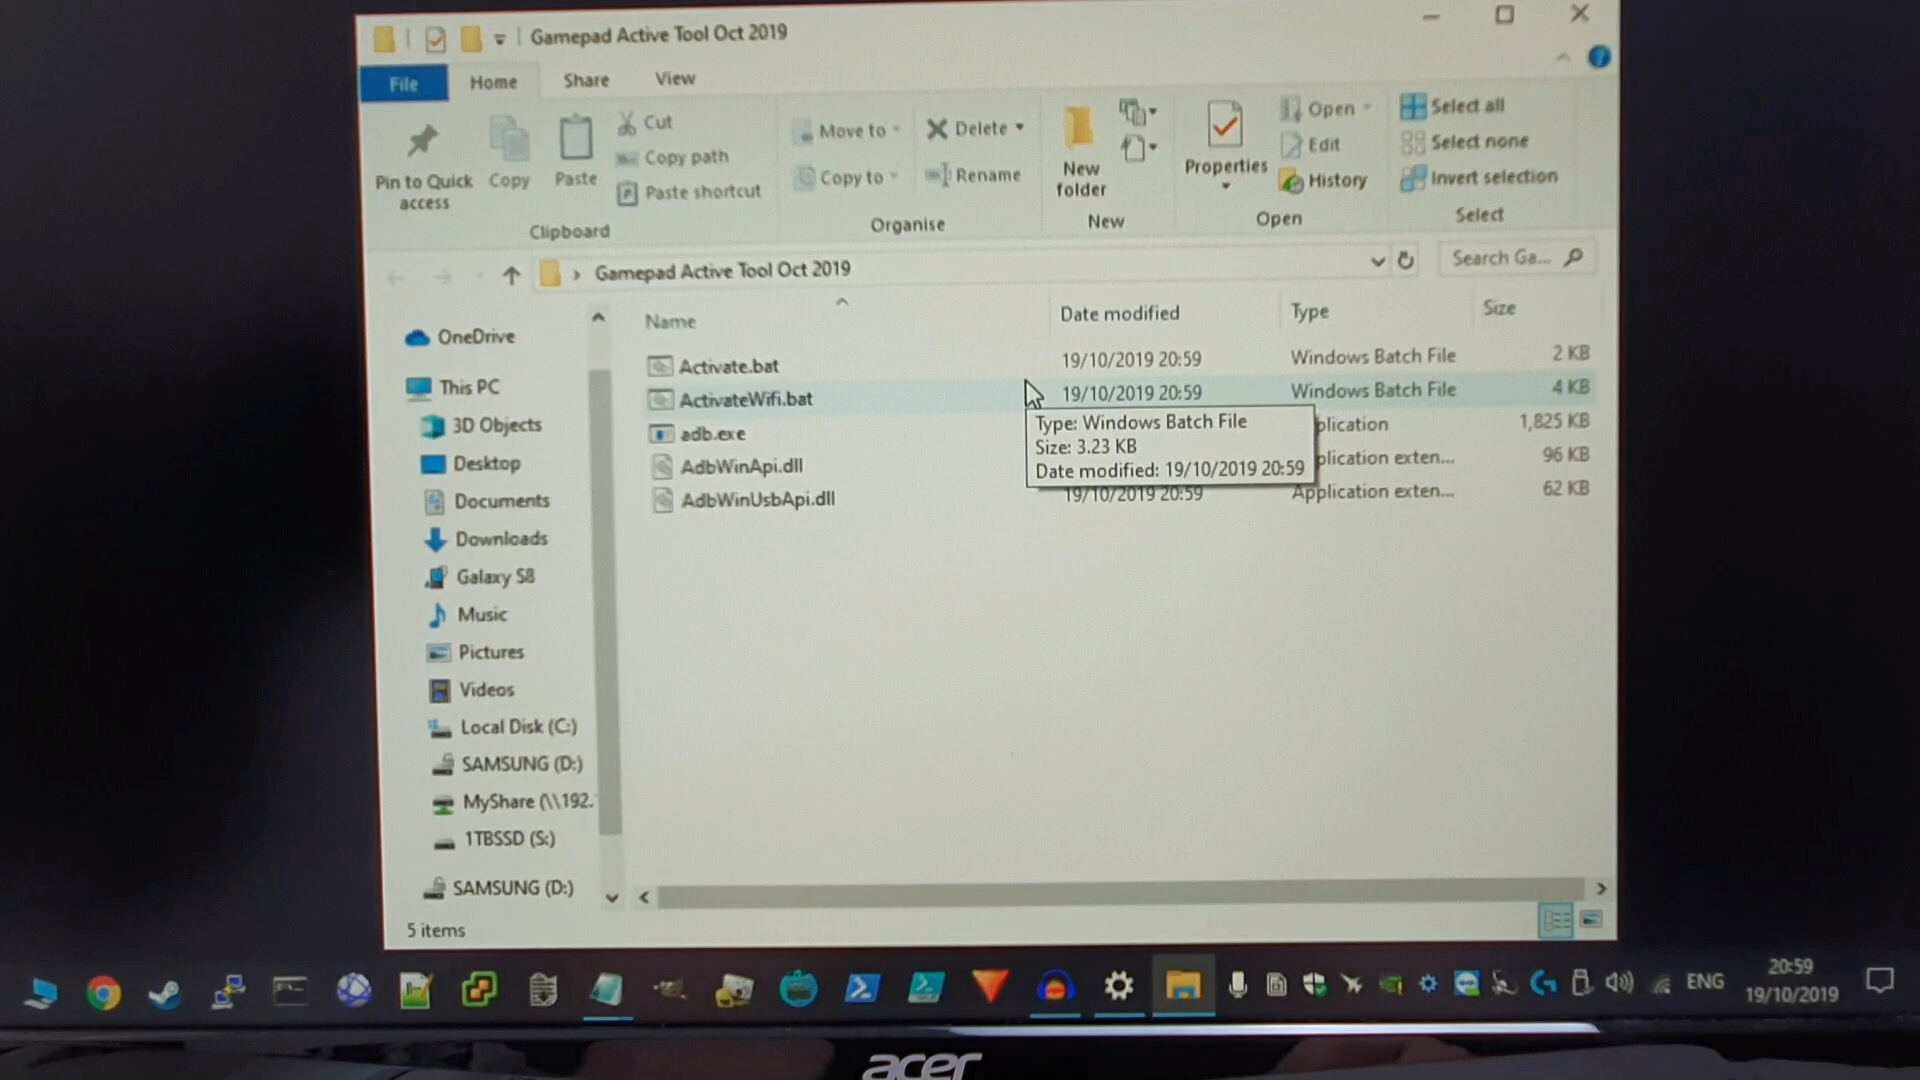 Gamepad Active Tool Oct 2019
File
Home
Share
View
Pin to Quick
access
Copy
Paste
Cut
Copy path
Paste shortcut
Clipboard
Move to
Copy to
Delete
Rename
Organise
New
folder
New
Properties
Open
Edit
History
Open
Select all
Select none
Invert selection
Select
Gamepad Active Tool Oct 2019
Search Ga...
Name
Date modified
Type
Size
Activate.bat
19/10/2019 20:59
Windows Batch File
2 KB
ActivateWifi.bat
19/10/2019 20:59
Windows Batch File
4 KB
adb.exe
plication
1,825 KB
AdbWinApi.dll
plication exten...
96 KB
AdbWinUsbApi.dll
19/10/2019 20:59
Application exten...
62 KB
Type: Windows Batch File
Size: 3.23 KB
Date modified: 19/10/2019 20:59
OneDrive
This PC
3D Objects
Desktop
Documents
Downloads
Galaxy S8
Music
Pictures
Videos
Local Disk (C:)
SAMSUNG (D:)
MyShare (\\192.
1TBSSD (S:)
SAMSUNG (D:)
5 items
ENG
20:59
19/10/2019
acer